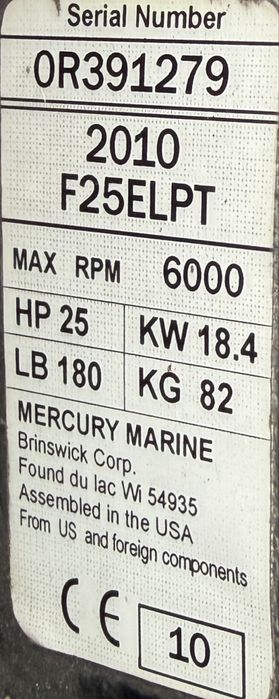 Serial Number
0R391279
2010
F25ELPT
MAX RPM 6000
HP 25 KW 18.4
LB 180 KG 82
MERCURY MARINE
Brinswick Corp.
Found du lac Wi 54935
Assembled in the USA
From US and foreign components
CE 10